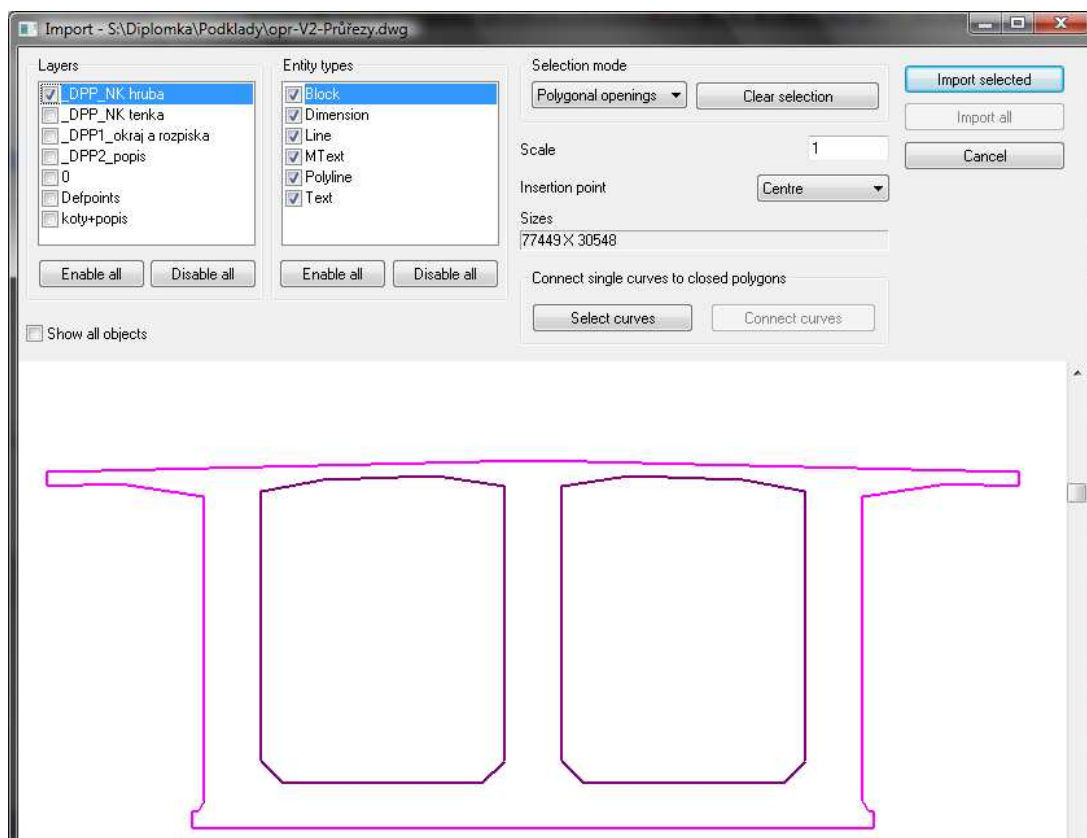 Import - S:\Diplomka\Podklady\opr-V2-Průřezy.dwg
Layers
_DPP_NK hruba
_DPP_NK tenka
_DPP1_okraj a rozpiska
_DPP2_popis
0
Defpoints
koty+popis
Enable all Disable all
Show all objects
Entity types
Block
Dimension
Line
MText
Polyline
Text
Enable all Disable all
Selection mode
Polygonal openings Clear selection
Scale 1
Insertion point Centre
Sizes
77449 X 30548
Connect single curves to closed polygons
Select curves Connect curves
Import selected
Import all
Cancel